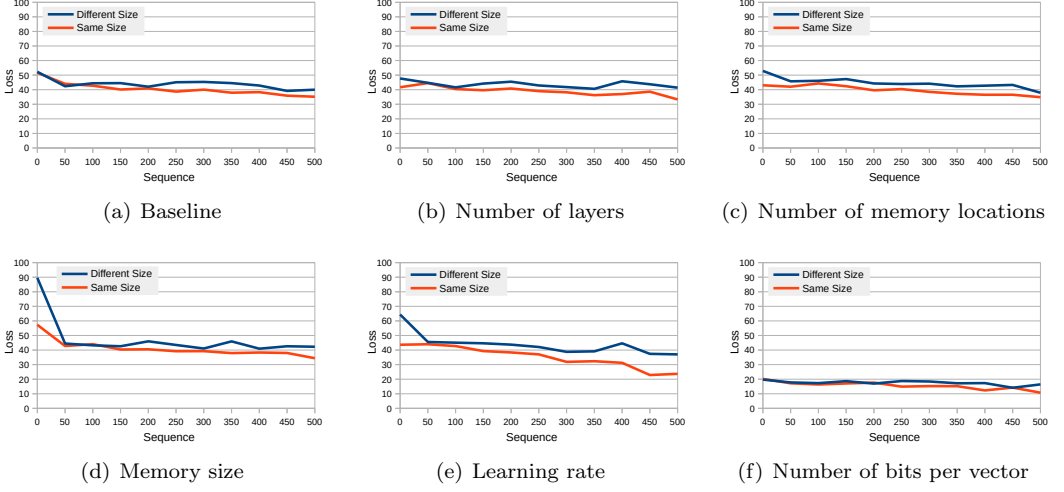 100
90
80
70
60
50
40
30
20
10
0
Loss
Different Size
Same Size
0 50 100 150 200 250 300 350 400 450 500
Sequence
(a) Baseline
100
90
80
70
60
50
40
30
20
10
0
Loss
Different Size
Same Size
0 50 100 150 200 250 300 350 400 450 500
Sequence
(b) Number of layers
100
90
80
70
60
50
40
30
20
10
0
Loss
Different Size
Same Size
0 50 100 150 200 250 300 350 400 450 500
Sequence
(c) Number of memory locations
100
90
80
70
60
50
40
30
20
10
0
Loss
Different Size
Same Size
0 50 100 150 200 250 300 350 400 450 500
Sequence
(d) Memory size
100
90
80
70
60
50
40
30
20
10
0
Loss
Different Size
Same Size
0 50 100 150 200 250 300 350 400 450 500
Sequence
(e) Learning rate
100
90
80
70
60
50
40
30
20
10
0
Loss
Different Size
Same Size
0 50 100 150 200 250 300 350 400 450 500
Sequence
(f) Number of bits per vector